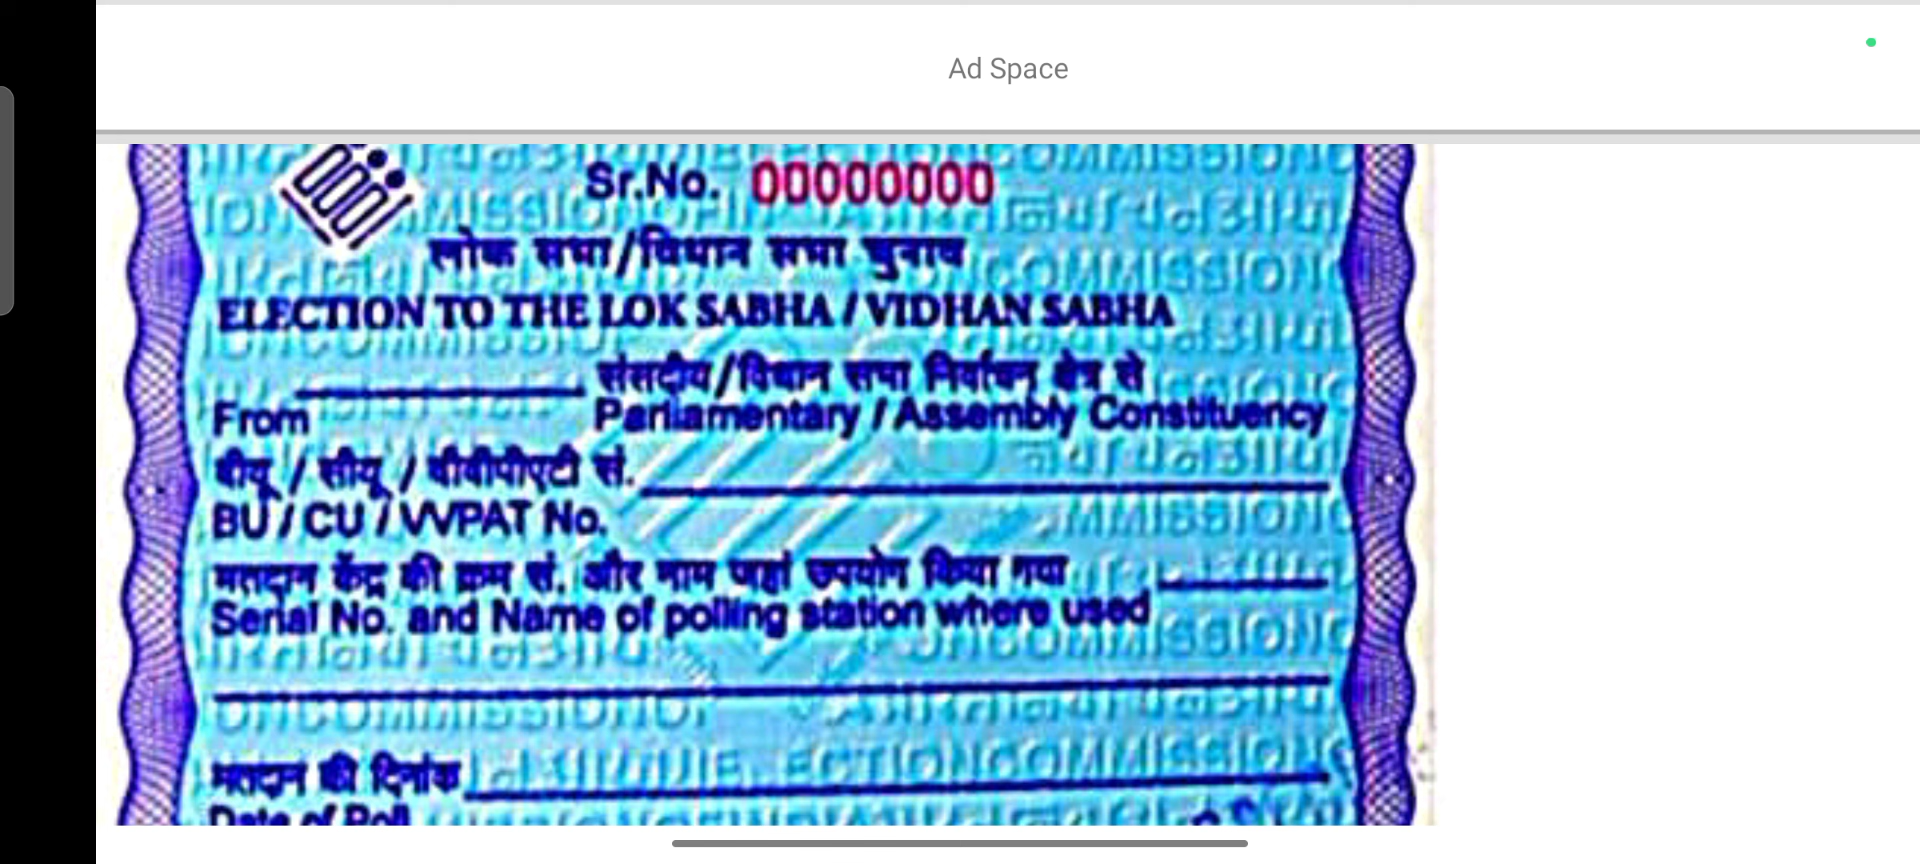 Ad Space
Sr.No. 00000000
लोक सभा/विधान सभा चुनाव
ELECTION TO THE LOK SABHA / VIDHAN SABHA
संसदीय/विधान सभा निर्वाचन क्षेत्र से
From Parliamentary / Assembly Constituency
बीयू / सीयू / वीवीपीएटी सं.
BU / CU / VVPAT No.
मतदान केंद्र की क्रम सं. और नाम जहां उपयोग किया गया
Serial No. and Name of polling station where used
मतदान की दिनांक
Date of Poll